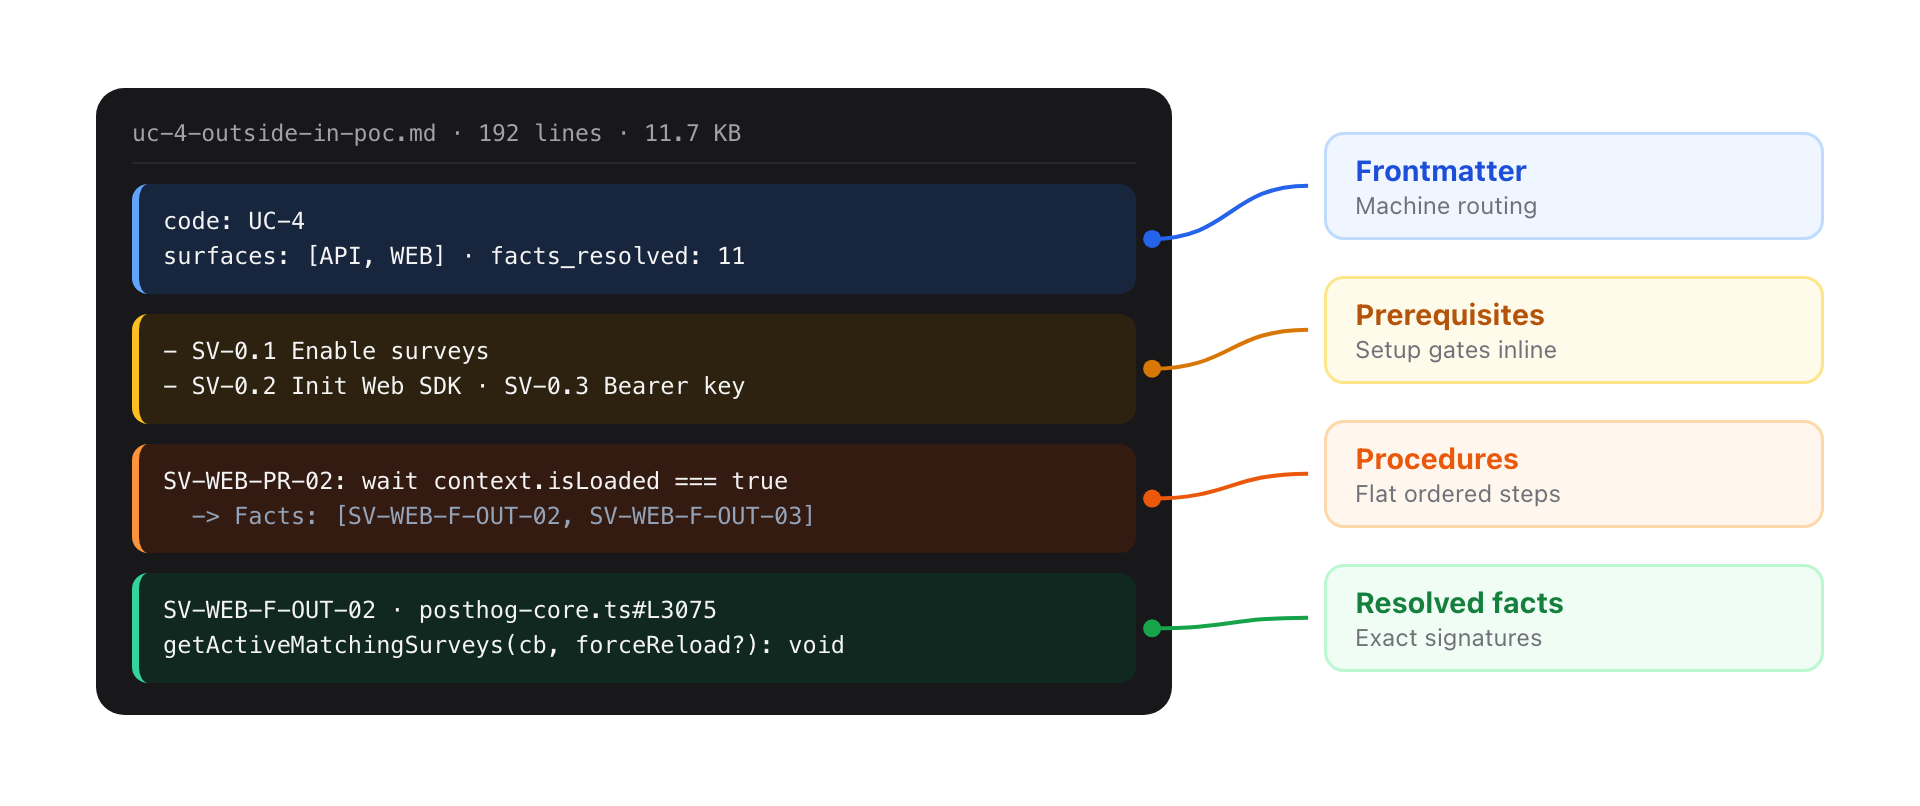 uc-4-outside-in-poc.md · 192 lines · 11.7 KB
code: UC-4
surfaces: [API, WEB] · facts_resolved: 11
- SV-0.1 Enable surveys
- SV-0.2 Init Web SDK · SV-0.3 Bearer key
SV-WEB-PR-02: wait context.isLoaded === true
-> Facts: [SV-WEB-F-OUT-02, SV-WEB-F-OUT-03]
SV-WEB-F-OUT-02 · posthog-core.ts#L3075
getActiveMatchingSurveys(cb, forceReload?): void
Frontmatter
Machine routing
Prerequisites
Setup gates inline
Procedures
Flat ordered steps
Resolved facts
Exact signatures